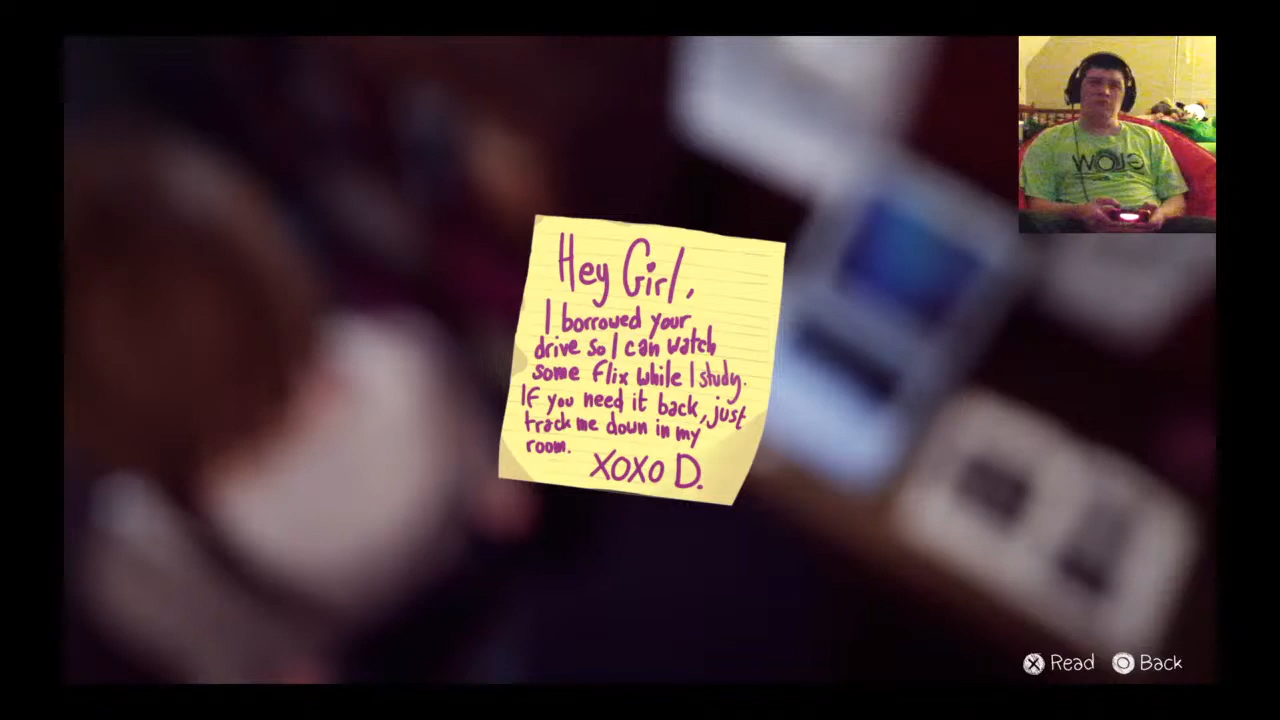 Hey Girl,
I borrowed your
drive so I can watch
some Flix while I study.
If you need it back, just
track me down in my
room.
XOXO D.
WOJG
Read Back